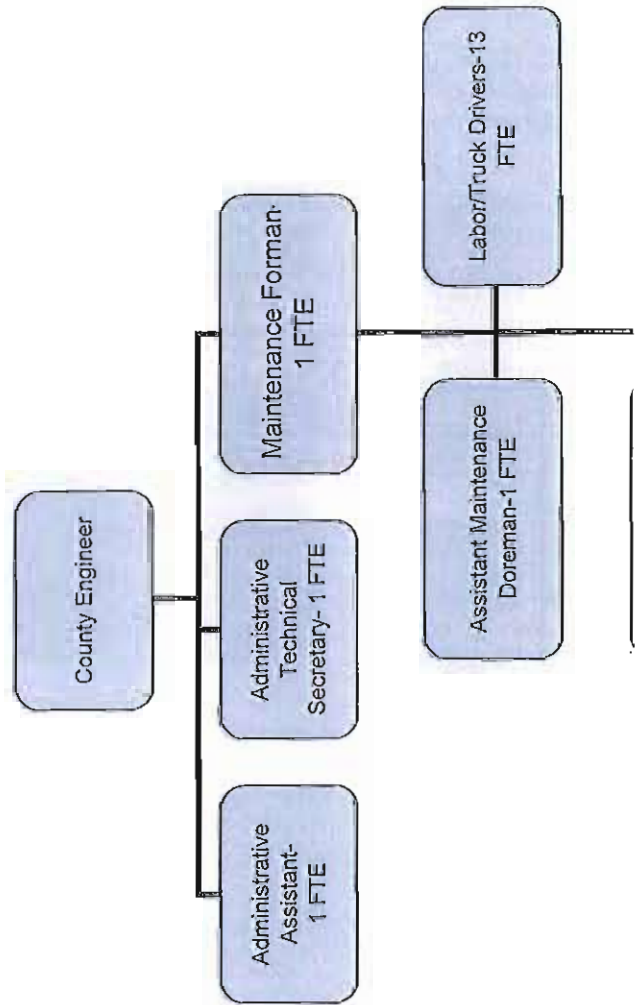 County Engineer
Administrative
Assistant-
1 FTE
Administrative
Technical
Secretary- 1 FTE
Maintenance Forman-
1 FTE
Assistant Maintenance
Doreman-1 FTE
Labor/Truck Drivers-13
FTE